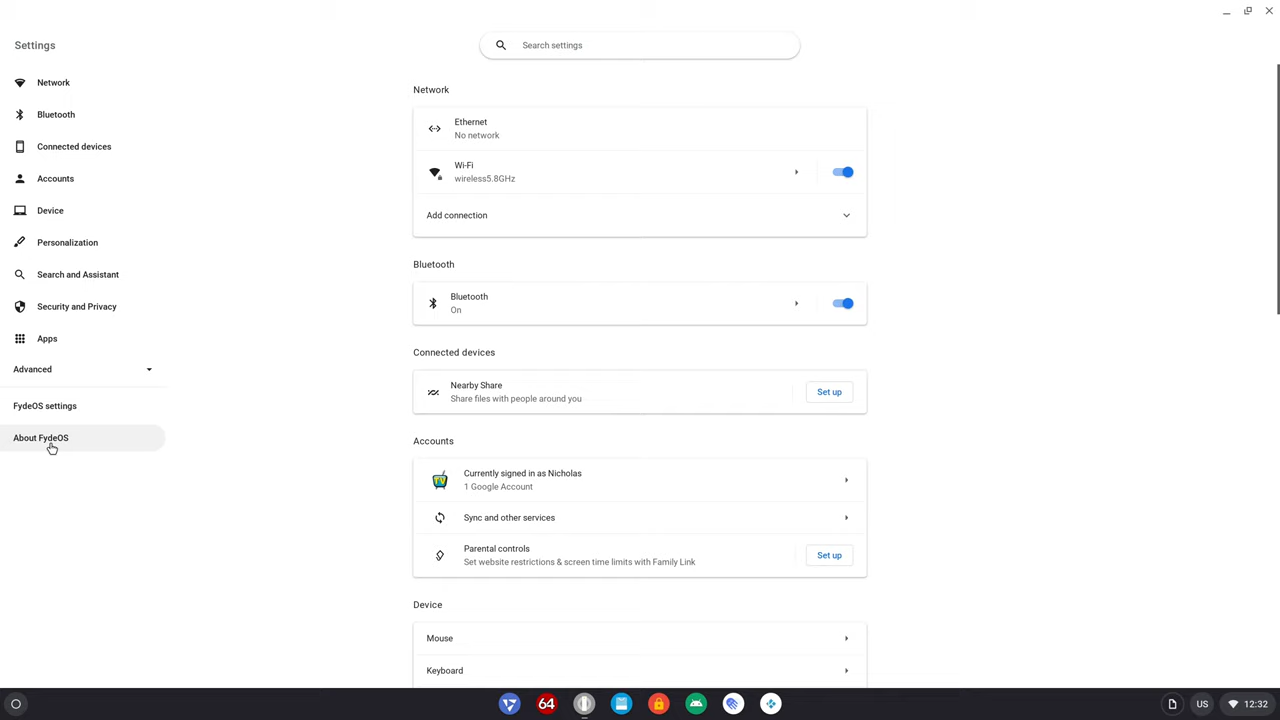 Settings
Search settings
Network
Bluetooth
Connected devices
Accounts
Device
Personalization
Search and Assistant
Security and Privacy
Apps
Advanced
FydeOS settings
About FydeOS
Network
Ethernet
No network
Wi-Fi
wireless5.8GHz
Add connection
Bluetooth
Bluetooth
On
Connected devices
Nearby Share
Share files with people around you
Set up
Accounts
TV
Currently signed in as Nicholas
1 Google Account
Sync and other services
Parental controls
Set website restrictions & screen time limits with Family Link
Set up
Device
Mouse
Keyboard
64
US
12:32